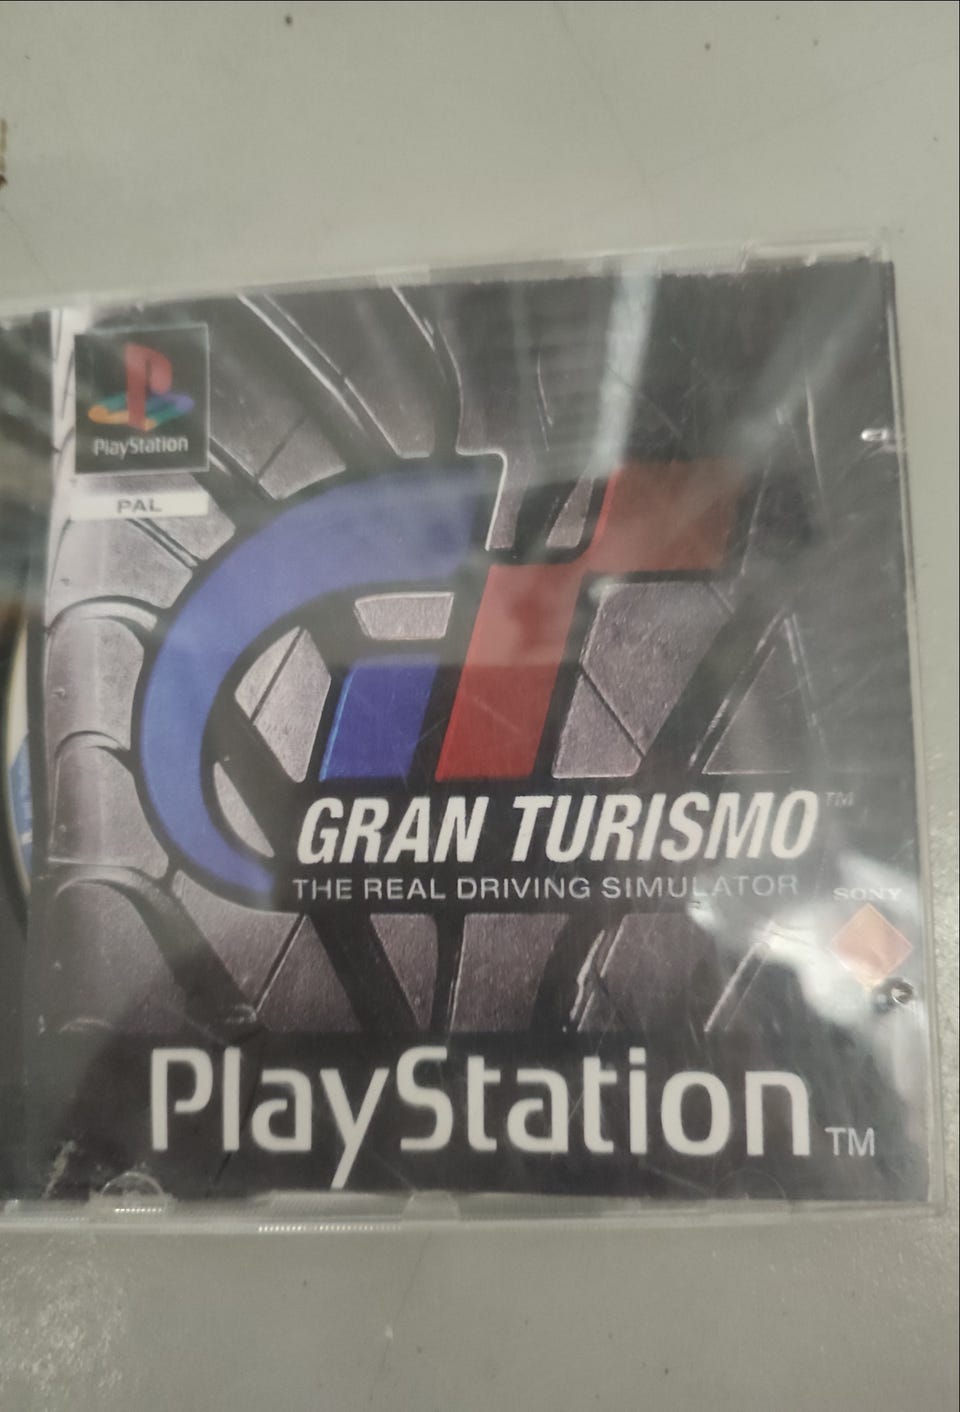 PlayStation
PAL
GRAN TURISMO™
THE REAL DRIVING SIMULATOR
SONY
PlayStation™